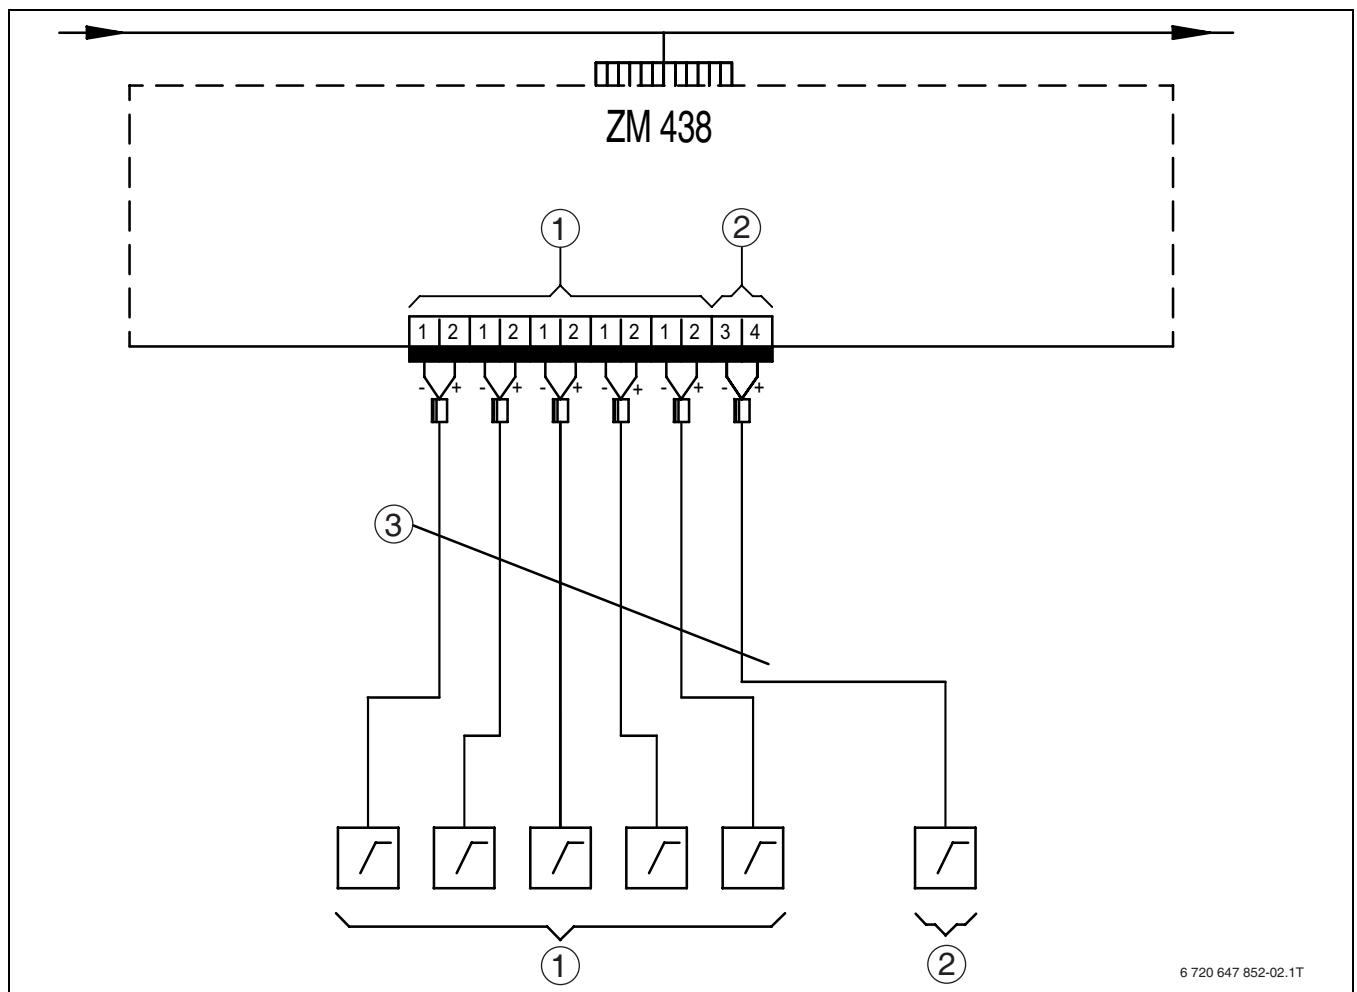 ZM 438
1 2
1 2 1 2 1 2 1 2 1 2 3 4
- + - + - + - + - + - +
3
1 2
6 720 647 852-02.1T